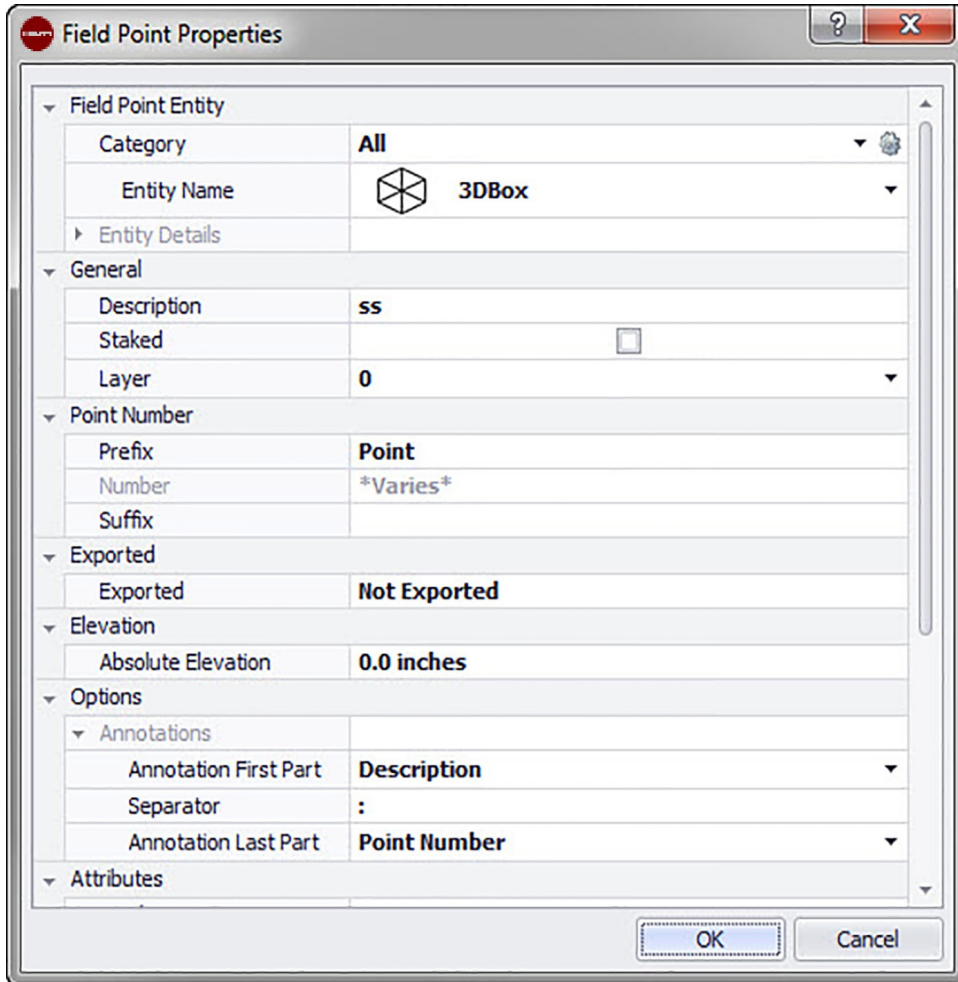 Field Point Properties
Field Point Entity
Category All
Entity Name 3DBox
Entity Details
General
Description ss
Staked
Layer 0
Point Number
Prefix Point
Number *Varies*
Suffix
Exported
Exported Not Exported
Elevation
Absolute Elevation 0.0 inches
Options
Annotations
Annotation First Part Description
Separator :
Annotation Last Part Point Number
Attributes
OK Cancel